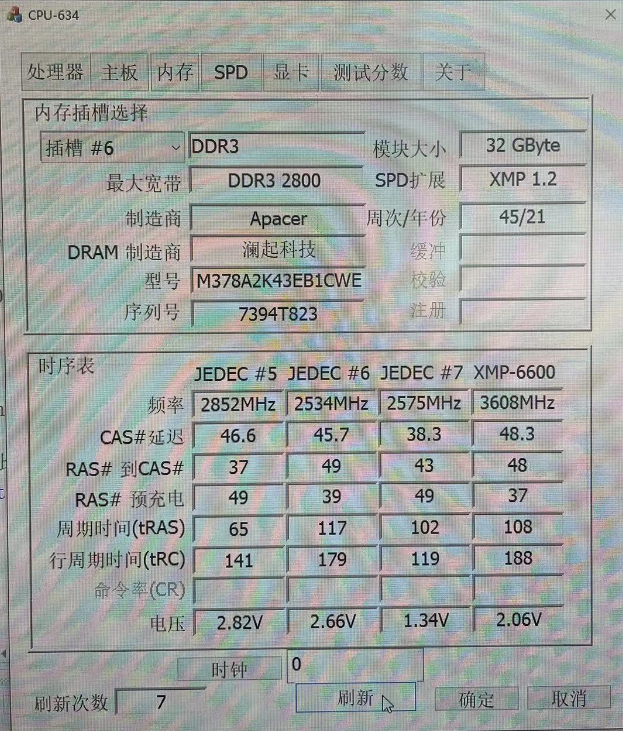 CPU-634
处理器 主板 内存 SPD 显卡 测试分数 关于
内存插槽选择
插槽 #6 DDR3 模块大小 32 GByte
最大宽带 DDR3 2800 SPD扩展 XMP 1.2
制造商 Apacer 周次/年份 45/21
DRAM 制造商 澜起科技 缓冲
型号 M378A2K43EB1CWE 校验
序列号 7394T823 注册
时序表 JEDEC #5 JEDEC #6 JEDEC #7 XMP-6600
频率 2852MHz 2534MHz 2575MHz 3608MHz
CAS#延迟 46.6 45.7 38.3 48.3
RAS# 到CAS# 37 49 43 48
RAS# 预充电 49 39 49 37
周期时间(tRAS) 65 117 102 108
行周期时间(tRC) 141 179 119 188
命令率(CR)
电压 2.82V 2.66V 1.34V 2.06V
时钟 0
刷新次数 7 刷新 确定 取消